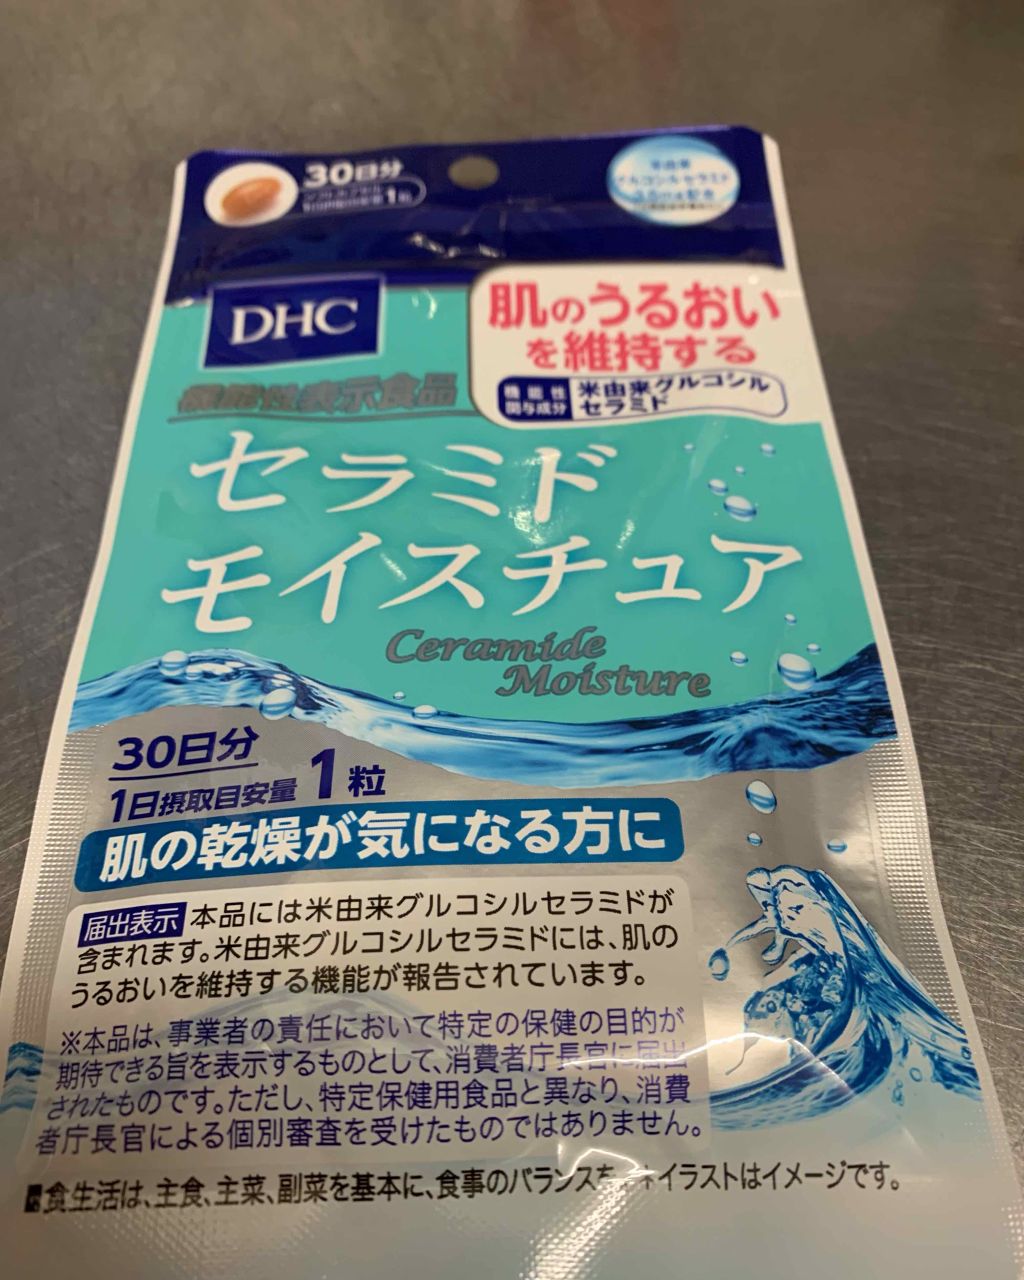 30日分
DHC
肌のうるおい
を維持する
機能性
関与成分
米由来グルコシル
セラミド
機能性表示食品
セラミド
モイスチュア
Ceramide
Moisture
30日分
1日摂取目安量 1粒
肌の乾燥が気になる方に
届出表示 本品には米由来グルコシルセラミドが
含まれます。米由来グルコシルセラミドには、肌の
うるおいを維持する機能が報告されています。
※本品は、事業者の責任において特定の保健の目的が
期待できる旨を表示するものとして、消費者庁長官に届出
されたものです。ただし、特定保健用食品と異なり、消費
者庁長官による個別審査を受けたものではありません。
食生活は、主食、主菜、副菜を基本に、食事のバランスを
イラストはイメージです。